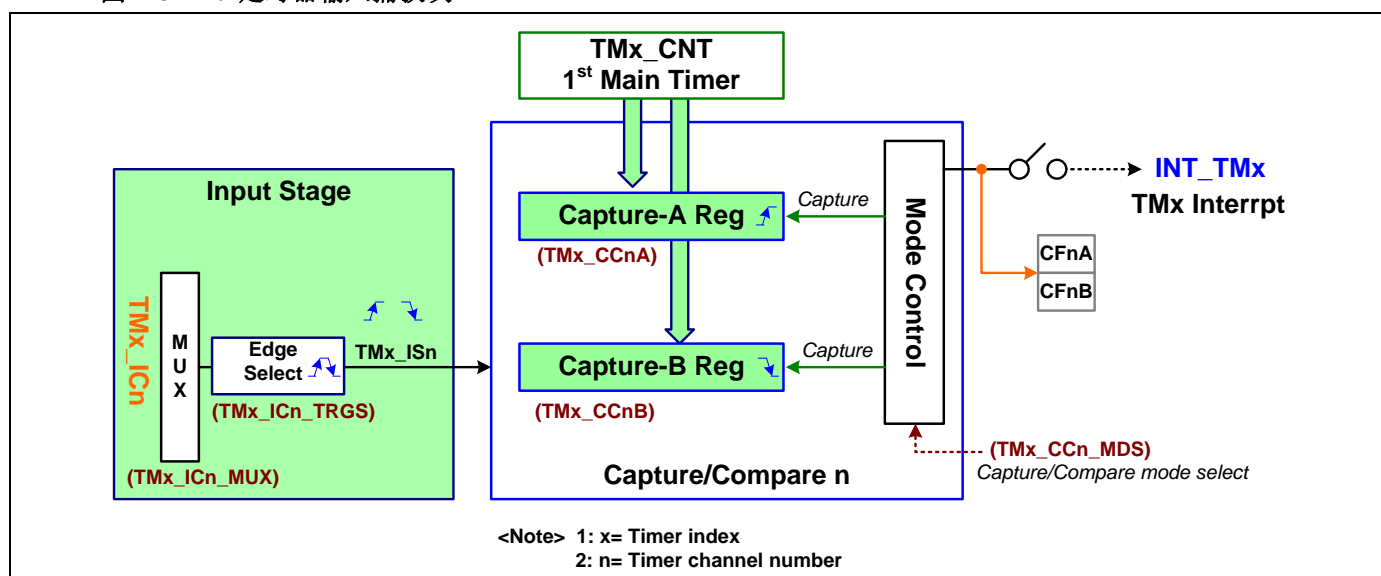 TMx_CNT
1st Main Timer
Input Stage
TMx_ICn
MUX
Edge
Select
TMx_ISn
(TMx_ICn_TRGS)
(TMx_ICn_MUX)
Capture-A Reg
(TMx_CCnA)
Capture
Capture-B Reg
(TMx_CCnB)
Capture
Mode Control
Capture/Compare n
INT_TMx
TMx Interrpt
CFnA
CFnB
(TMx_CCn_MDS)
Capture/Compare mode select
<Note> 1: x= Timer index
2: n= Timer channel number